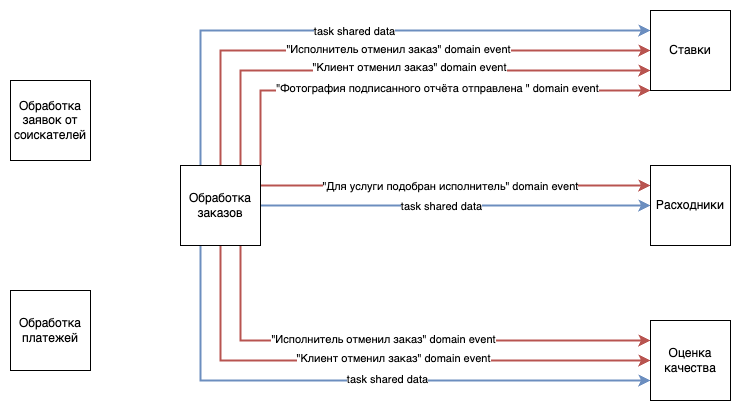 task shared data
"Исполнитель отменил заказ" domain event
"Клиент отменил заказ" domain event
"Фотография подписанного отчёта отправлена " domain event
Ставки
Обработка
заявок от
соискателей
Обработка
заказов
"Для услуги подобран исполнитель" domain event
task shared data
Расходники
Обработка
платежей
"Исполнитель отменил заказ" domain event
"Клиент отменил заказ" domain event
task shared data
Оценка
качества